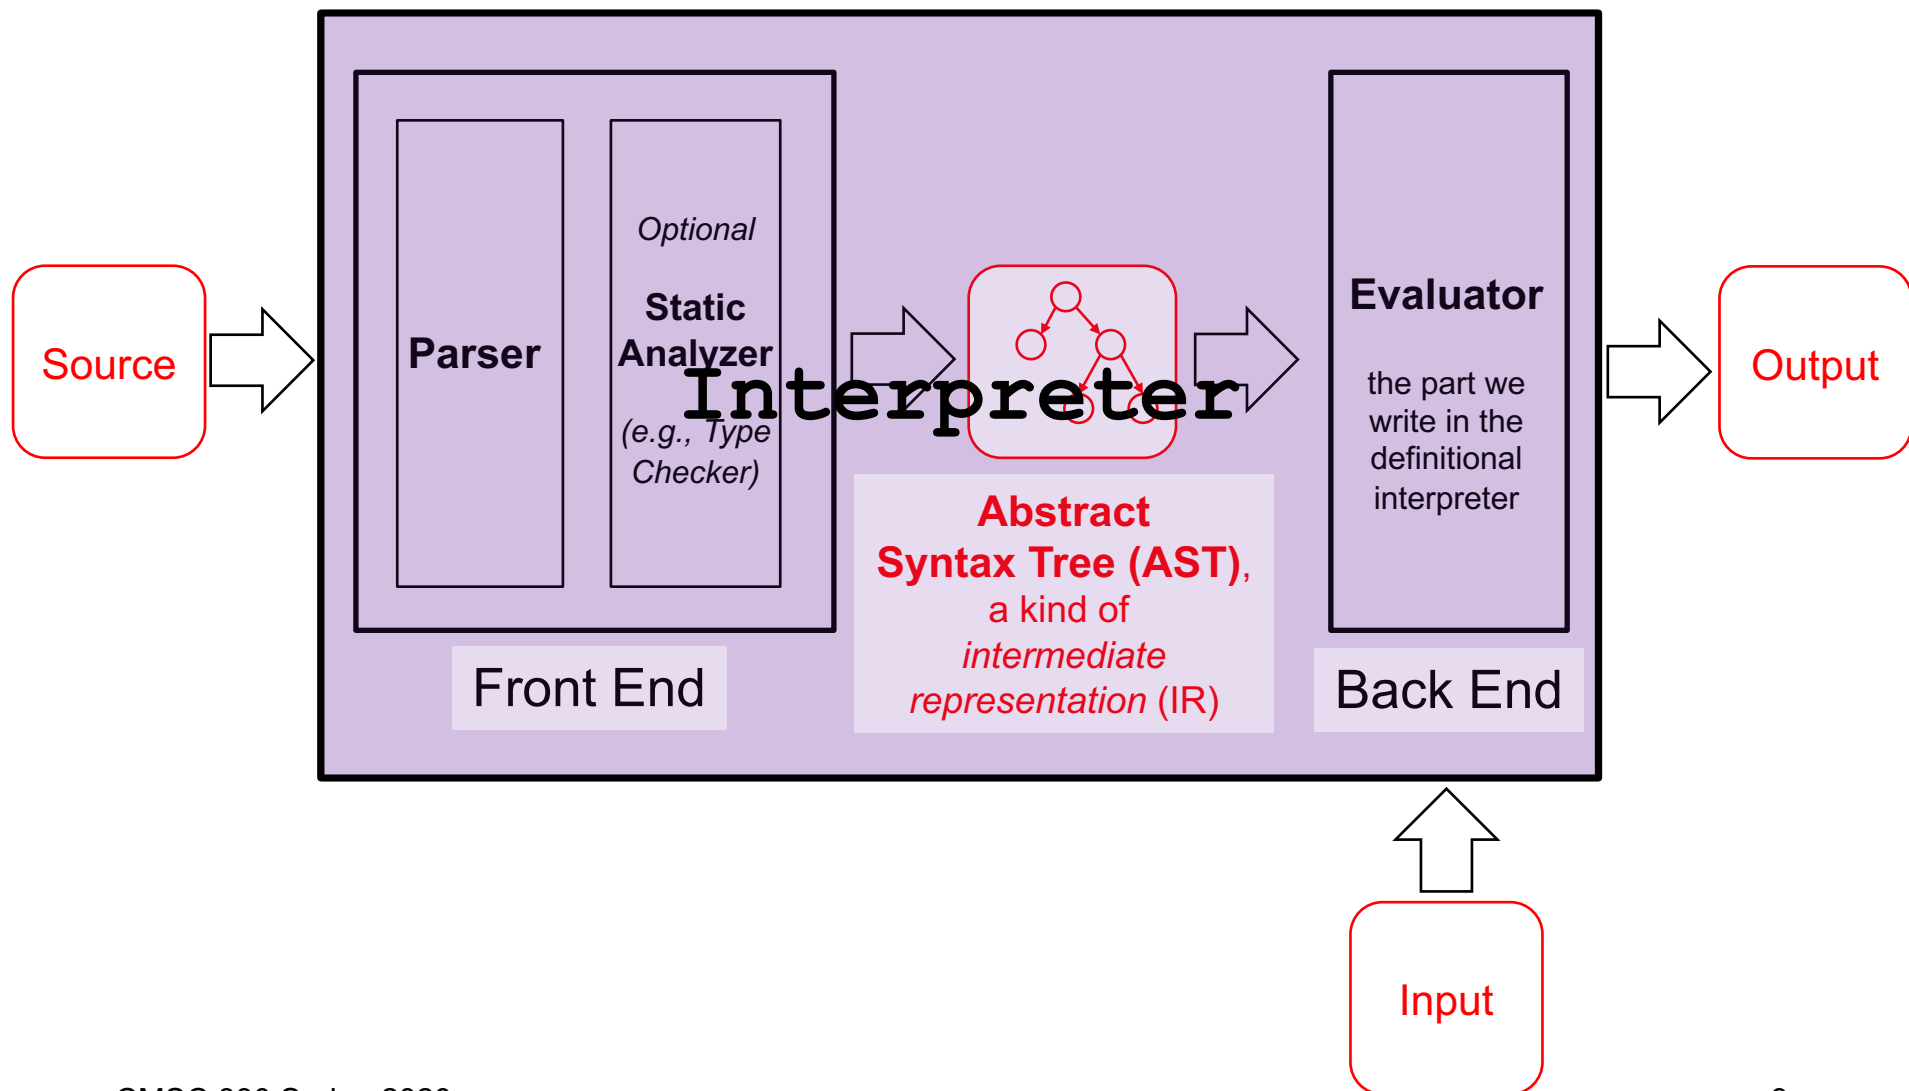 Source
Parser
Optional
Static
Analyzer
(e.g., Type
Checker)
Interpreter
Front End
Abstract
Syntax Tree (AST),
a kind of
intermediate
representation (IR)
Evaluator
the part we
write in the
definitional
interpreter
Back End
Output
Input